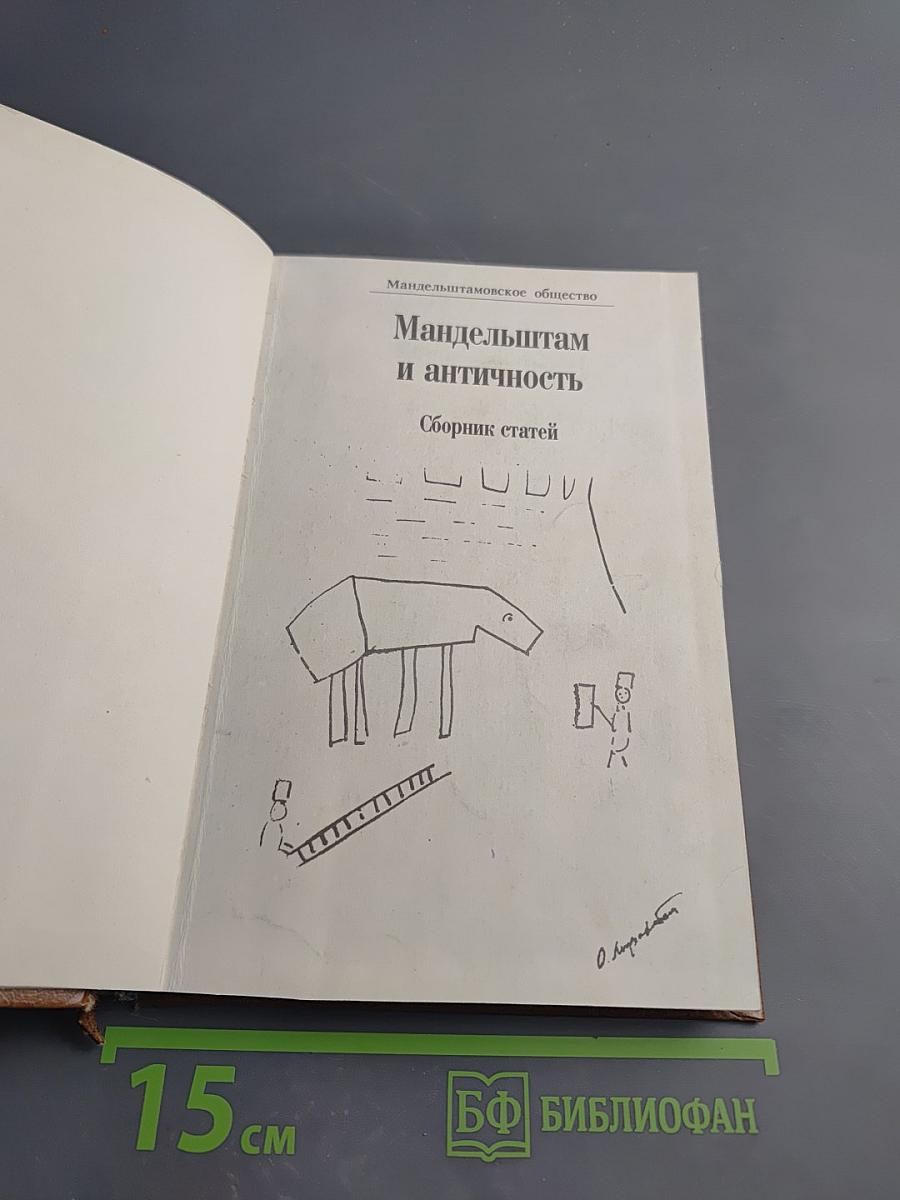 Мандельштамовское общество
Мандельштам
и античность
Сборник статей
15 см
БФ БИБЛИОФАН